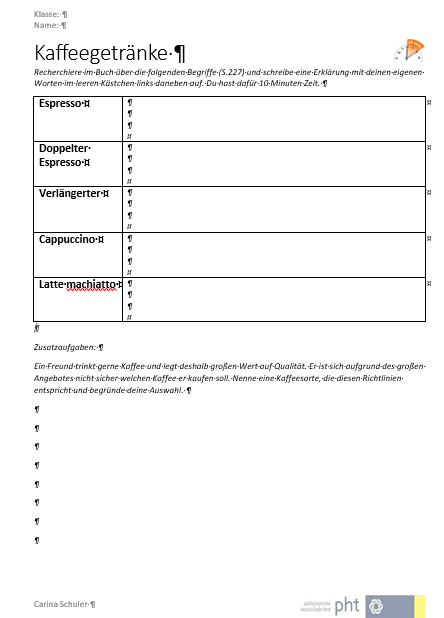 Klasse:·¶
Name:·¶
Kaffeegetränke·¶
Recherchiere·im·Buch·über·die·folgenden·Begriffe·(S.227)·und·schreibe·eine·Erklärung·mit·deinen·eigenen·
Worten·im·leeren·Kästchen·links·daneben·auf.·Du·hast·dafür·10·Minuten·Zeit.·¶
Espresso·¤
Doppelter·
Espresso·¤
Verlängerter·¤
Cappuccino·¤
Latte·machiatto·¤
Zusatzaufgaben:·¶
Ein·Freund·trinkt·gerne·Kaffee·und·legt·deshalb·großen·Wert·auf·Qualität.·Er·ist·sich·aufgrund·des·großen·
Angebotes·nicht·sicher·welchen·Kaffee·er·kaufen·soll.·Nenne·eine·Kaffeesorte,·die·diesen·Richtlinien·
entspricht·und·begründe·deine·Auswahl.·¶
Carina·Schuler·¶
pht